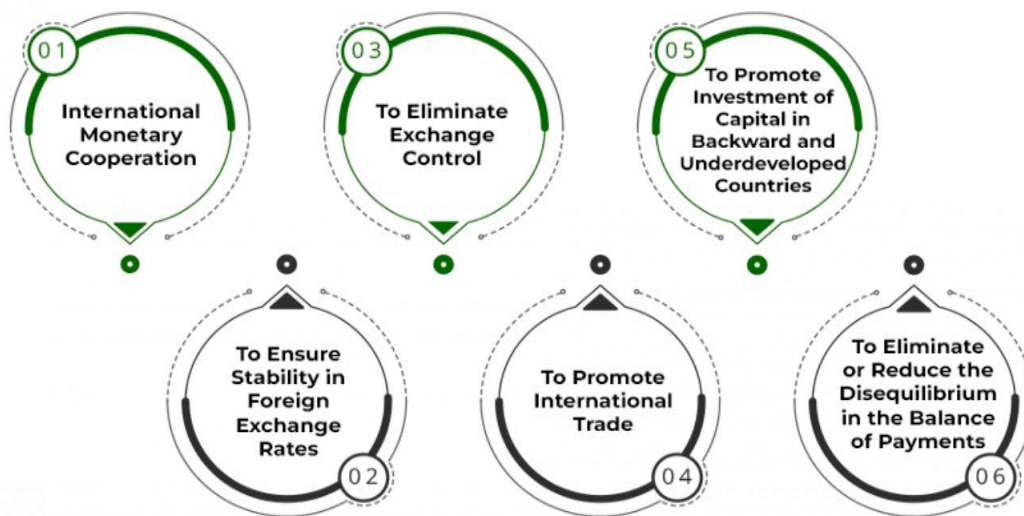 01
International
Monetary
Cooperation
02
To Ensure
Stability in
Foreign
Exchange
Rates
03
To Eliminate
Exchange
Control
04
To Promote
International
Trade
05
To Promote
Investment of
Capital in
Backward and
Underdeveloped
Countries
06
To Eliminate
or Reduce the
Disequilibrium
in the Balance
of Payments